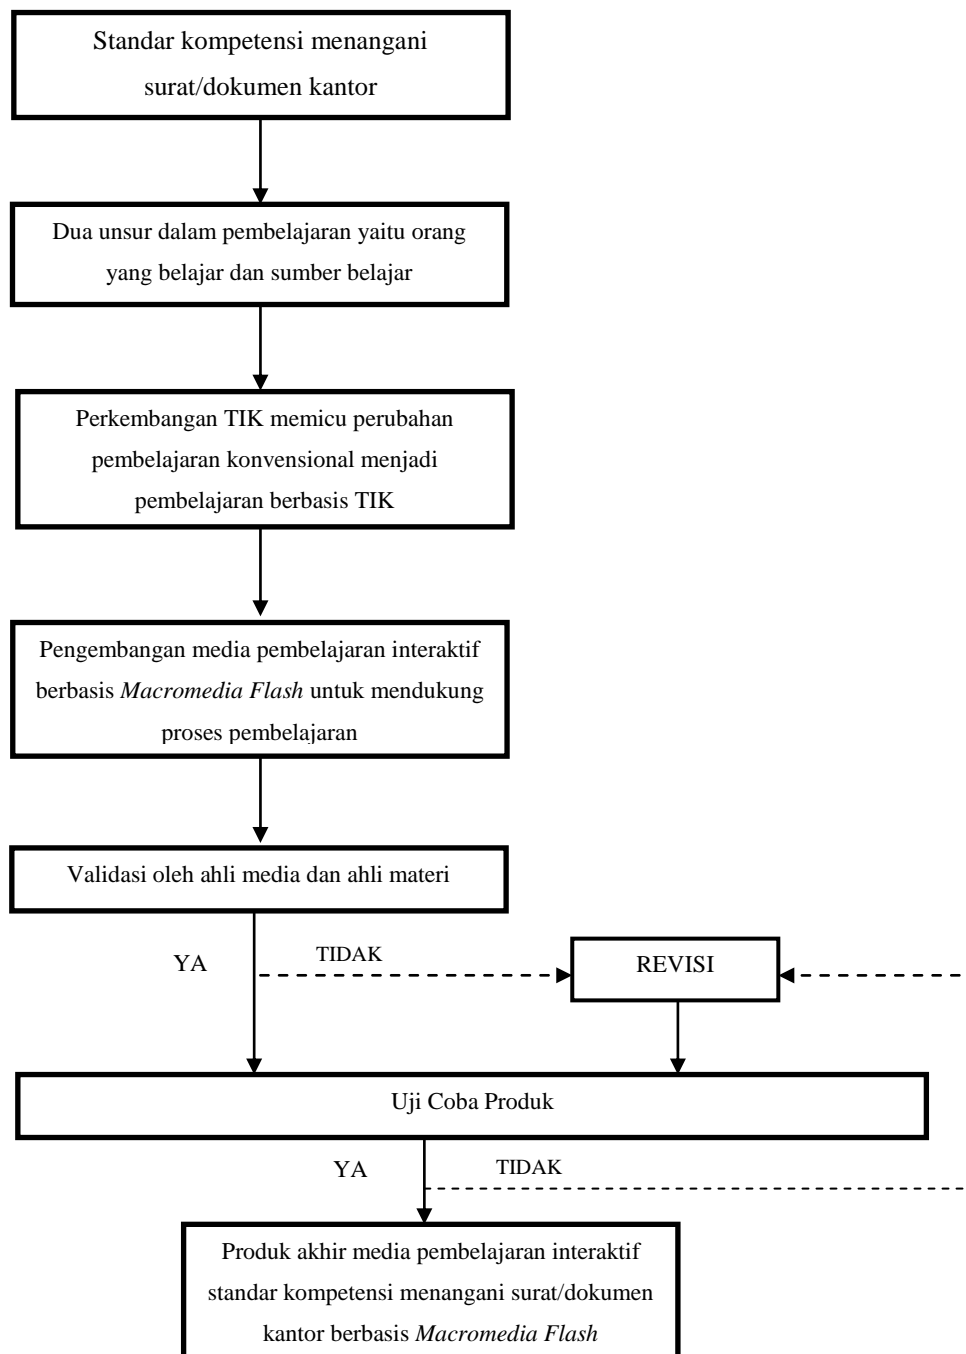 Standar kompetensi menangani
surat/dokumen kantor
Dua unsur dalam pembelajaran yaitu orang
yang belajar dan sumber belajar
Perkembangan TIK memicu perubahan
pembelajaran konvensional menjadi
pembelajaran berbasis TIK
Pengembangan media pembelajaran interaktif
berbasis Macromedia Flash untuk mendukung
proses pembelajaran
Validasi oleh ahli media dan ahli materi
YA
TIDAK
REVISI
Uji Coba Produk
YA
TIDAK
Produk akhir media pembelajaran interaktif
standar kompetensi menangani surat/dokumen
kantor berbasis Macromedia Flash